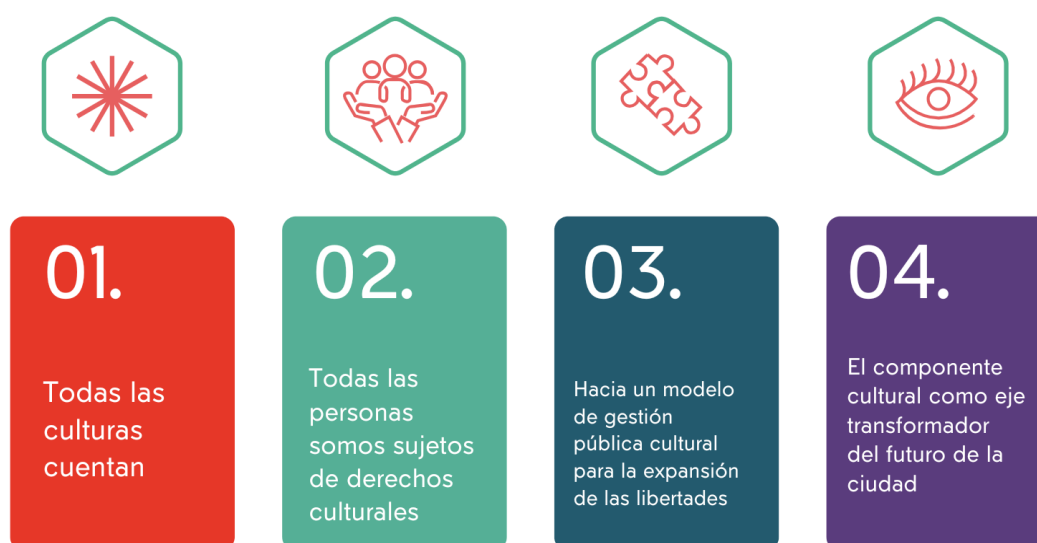 01.
Todas las
culturas
cuentan
02.
Todas las
personas
somos sujetos
de derechos
culturales
03.
Hacia un modelo
de gestión
pública cultural
para la expansión
de las libertades
04.
El componente
cultural como eje
transformador
del futuro de la
ciudad